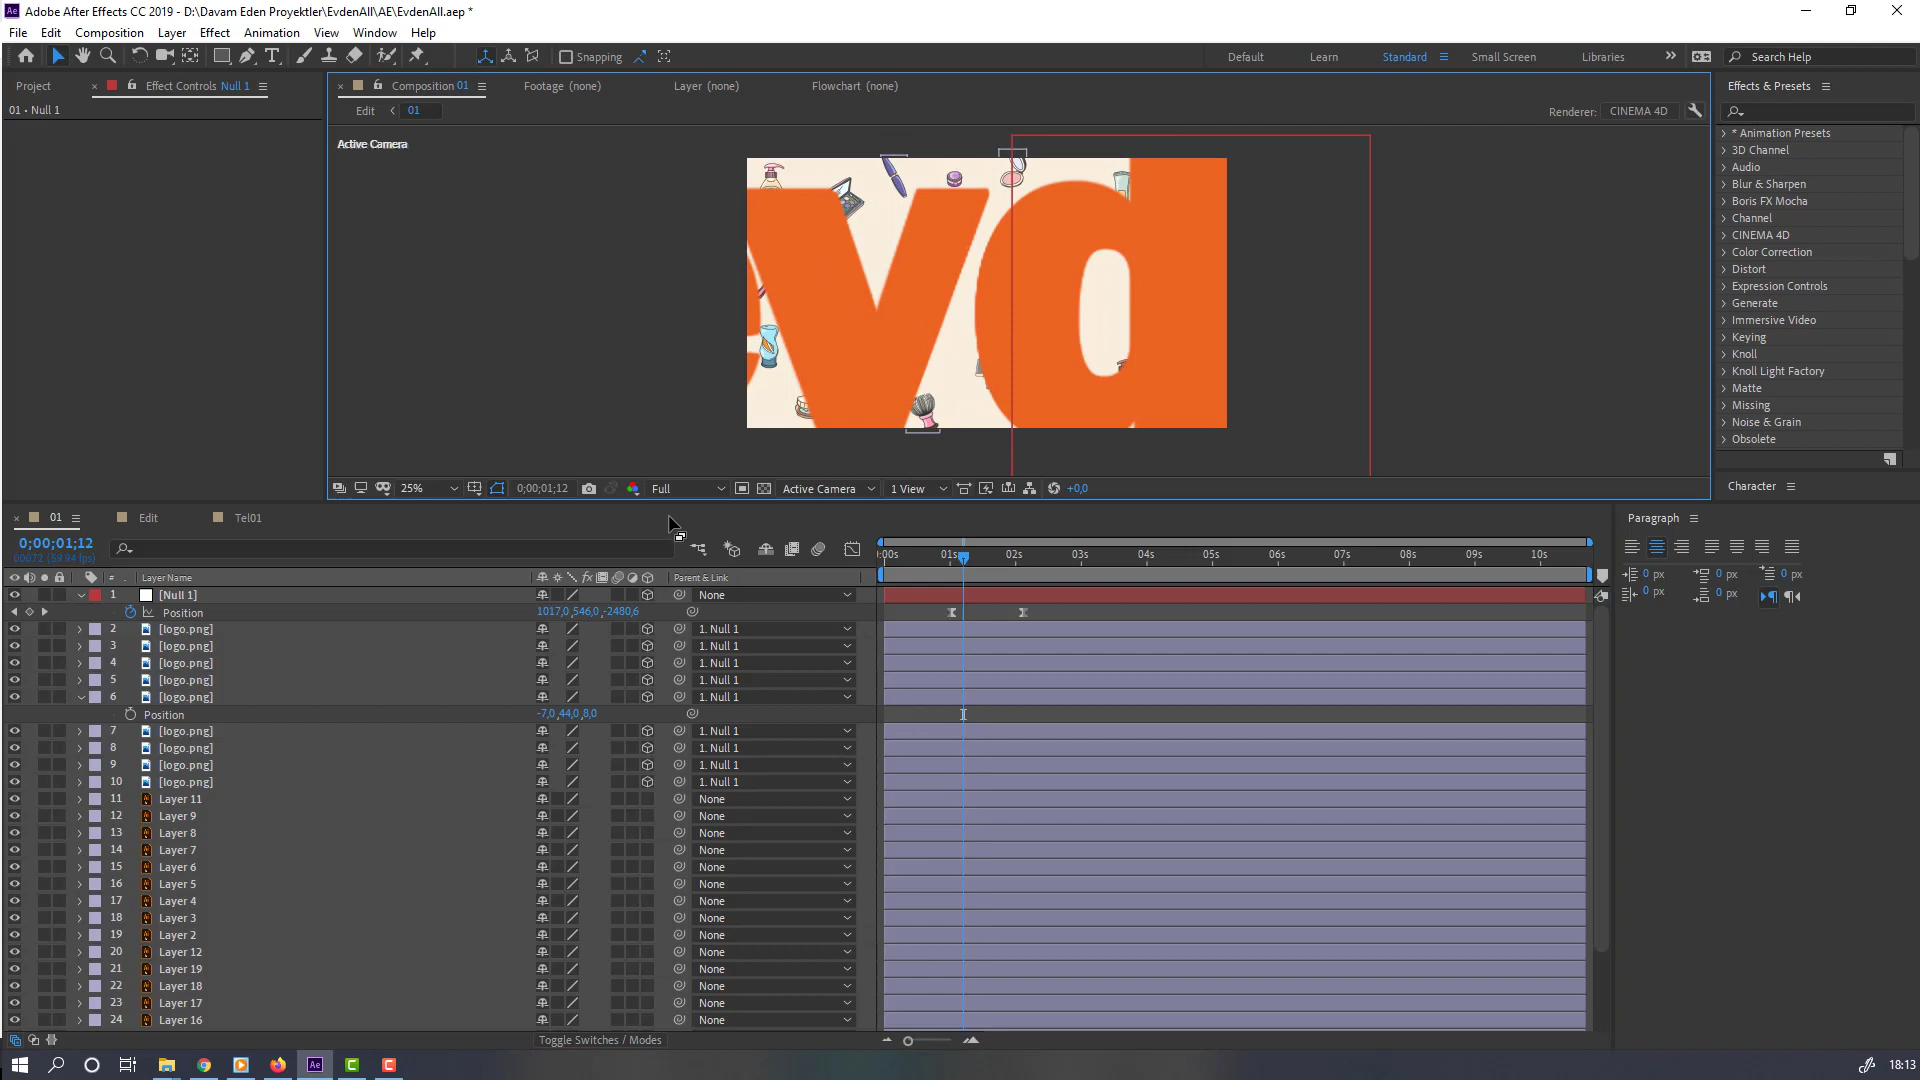 Adobe After Effects CC 2019 - D:\Davam Eden Proyektler\EvdenAll\AE\EvdenAll.aep *
File Edit Composition Layer Effect Animation View Window Help
Snapping
Default Learn Standard Small Screen Libraries
Search Help
Project
Effect Controls Null 1
Composition 01
Footage (none)
Layer (none)
Flowchart (none)
Effects & Presets
01 • Null 1
Edit 01
Renderer: CINEMA 4D
Active Camera
evd
* Animation Presets
3D Channel
Audio
Blur & Sharpen
Boris FX Mocha
Channel
CINEMA 4D
Color Correction
Distort
Expression Controls
Generate
Immersive Video
Keying
Knoll
Knoll Light Factory
Matte
Missing
Noise & Grain
Obsolete
25% 0;00;01;12 Full Active Camera 1 View +0,0
Character
01 Edit Tel01
Paragraph
0;00;01;12
00072 (59.94 fps)
:00s 01s 02s 03s 04s 05s 06s 07s 08s 09s 10s
0 px 0 px 0 px
0 px 0 px
# Layer Name fx Parent & Link
1 [Null 1] None
Position 1017,0,546,0,-2480,6
2 [logo.png] 1. Null 1
3 [logo.png] 1. Null 1
4 [logo.png] 1. Null 1
5 [logo.png] 1. Null 1
6 [logo.png] 1. Null 1
Position -7,0,44,0,8,0
7 [logo.png] 1. Null 1
8 [logo.png] 1. Null 1
9 [logo.png] 1. Null 1
10 [logo.png] 1. Null 1
11 Layer 11 None
12 Layer 9 None
13 Layer 8 None
14 Layer 7 None
15 Layer 6 None
16 Layer 5 None
17 Layer 4 None
18 Layer 3 None
19 Layer 2 None
20 Layer 12 None
21 Layer 19 None
22 Layer 18 None
23 Layer 17 None
24 Layer 16 None
Toggle Switches / Modes
18:13